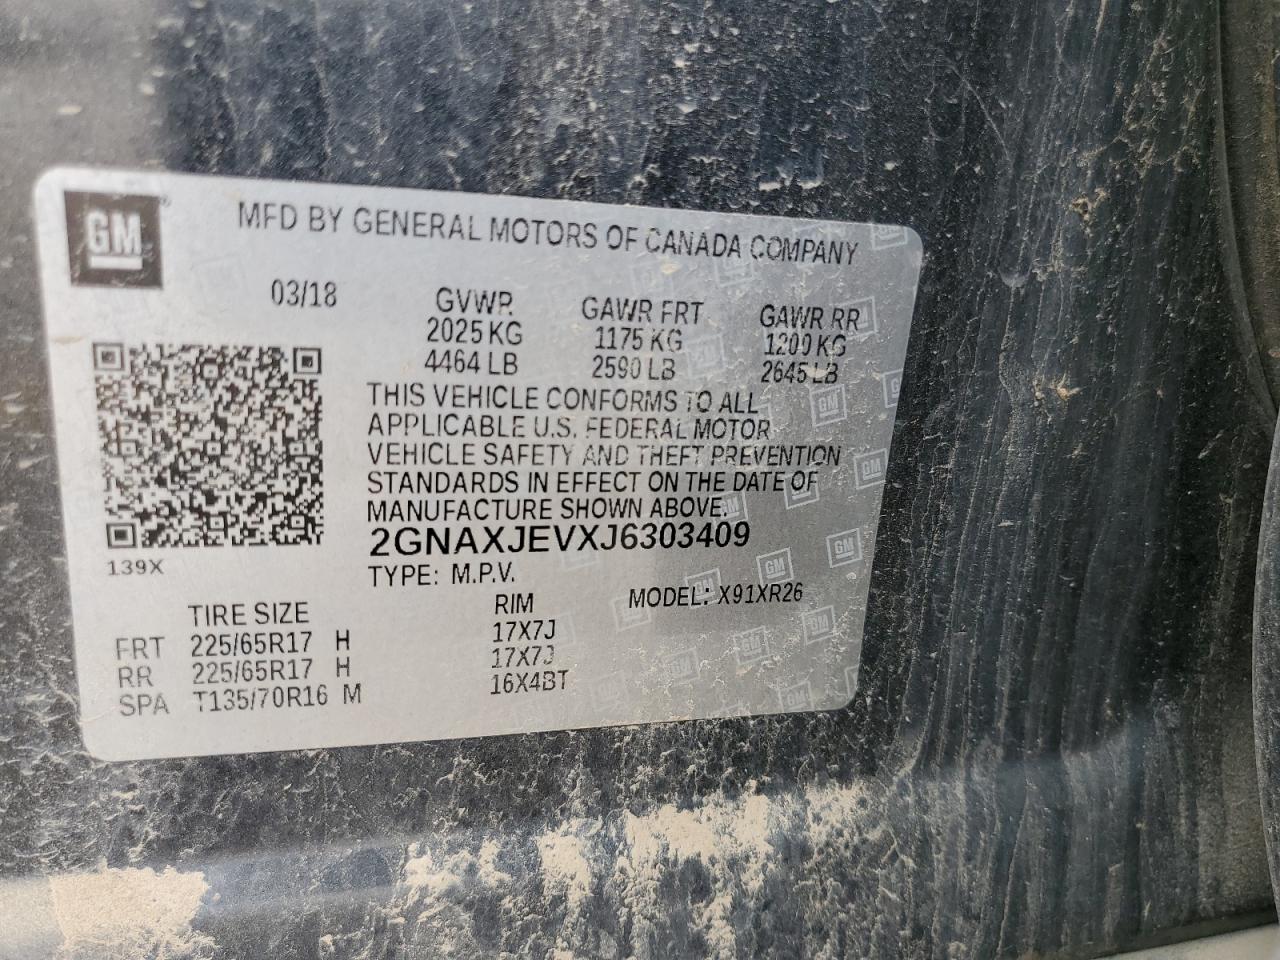 GM
MFD BY GENERAL MOTORS OF CANADA COMPANY
03/18 GVWR GAWR FRT GAWR RR
2025 KG 1175 KG 1200 KG
4464 LB 2590 LB 2645 LB
THIS VEHICLE CONFORMS TO ALL
APPLICABLE U.S. FEDERAL MOTOR
VEHICLE SAFETY AND THEFT PREVENTION
STANDARDS IN EFFECT ON THE DATE OF
MANUFACTURE SHOWN ABOVE.
2GNAXJEVXJ6303409
139X
TYPE: M.P.V. MODEL: X91XR26
TIRE SIZE RIM
FRT 225/65R17 H 17X7J
RR 225/65R17 H 17X7J
SPA T135/70R16 M 16X4BT